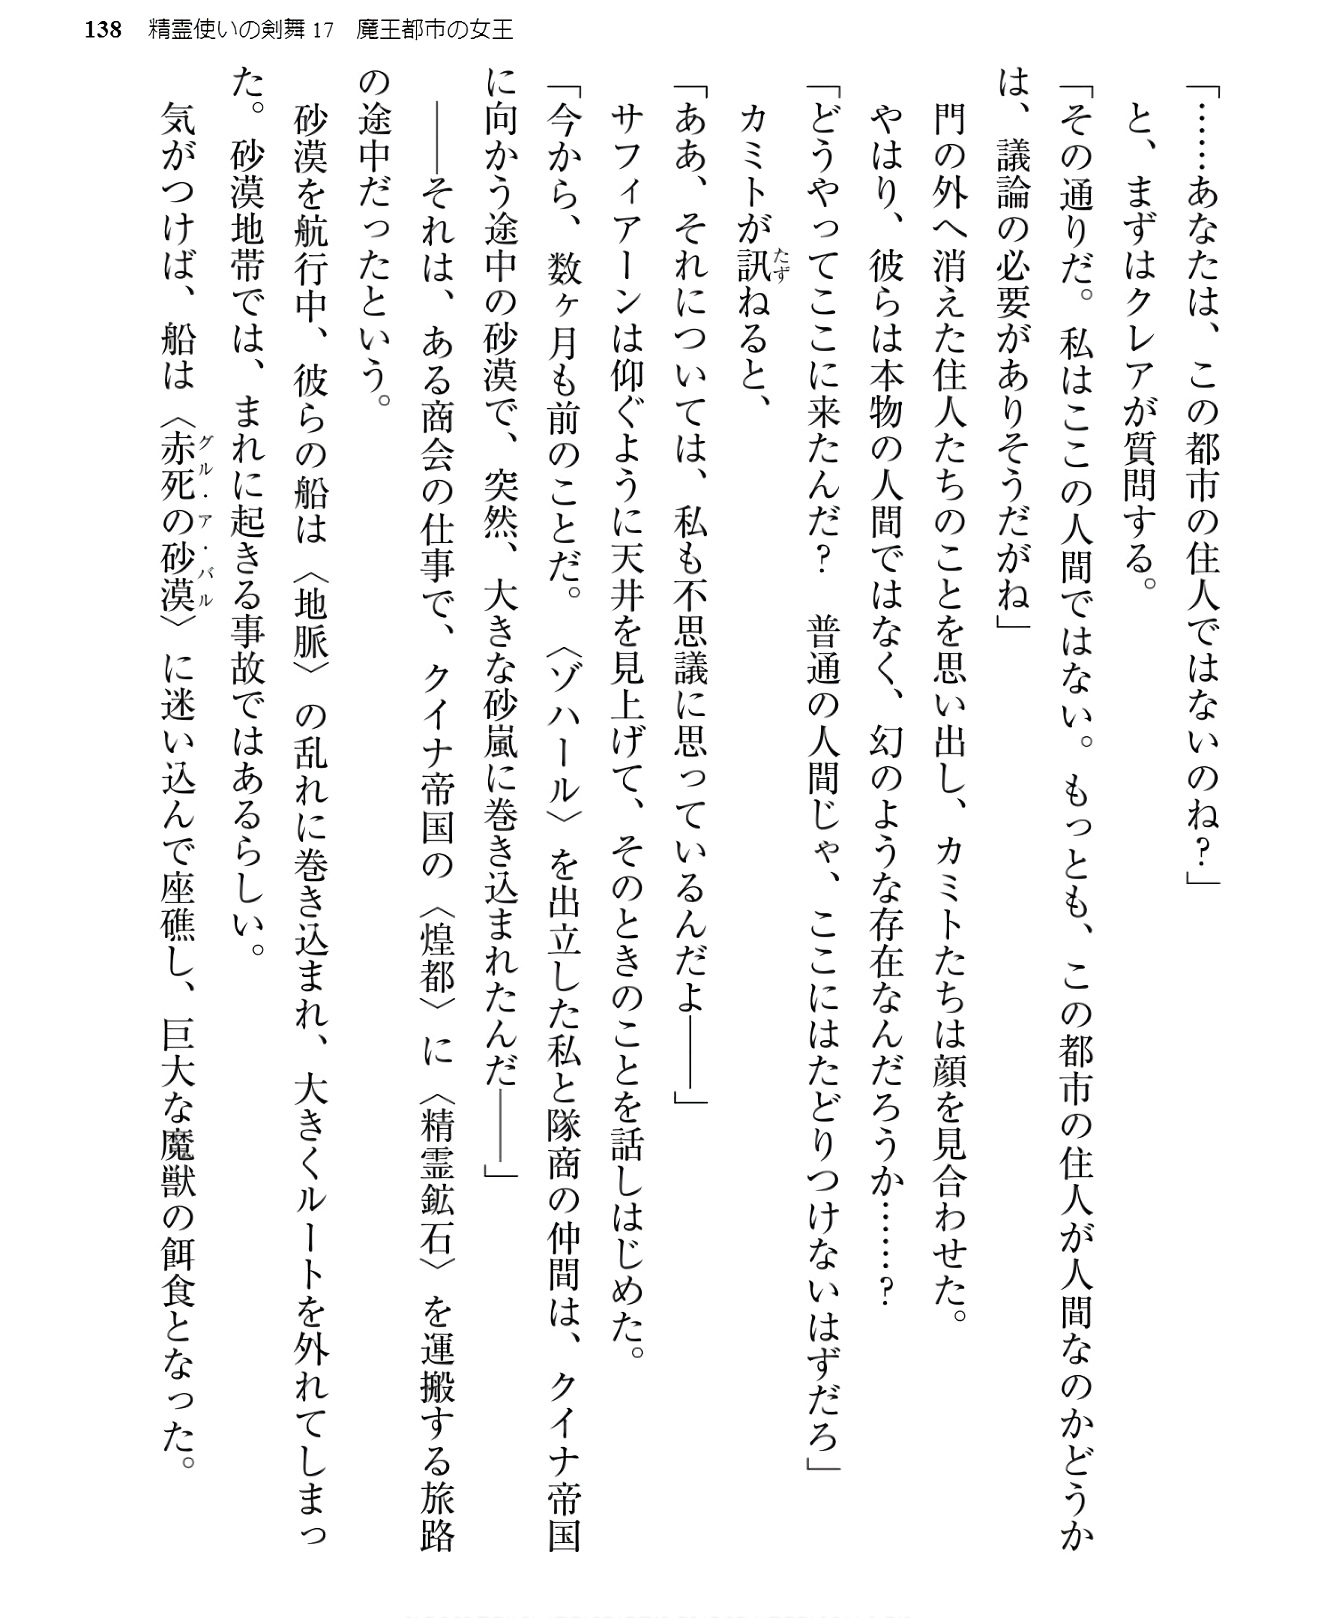 138 精霊使いの剣舞17 魔王都市の女王
「……あなたは、この都市の住人ではないのね?」
と、まずはクレアが質問する。
「その通りだ。私はここの人間ではない。もっとも、この都市の住人が人間なのかどうか
は、議論の必要がありそうだがね」
門の外へ消えた住人たちのことを思い出し、カミトたちは顔を見合わせた。
やはり、彼らは本物の人間ではなく、幻のような存在なんだろうか……?
「どうやってここに来たんだ? 普通の人間じゃ、ここにはたどりつけないはずだろ」
カミトが訊たずねると、
「ああ、それについては、私も不思議に思っているんだよ――」
サフィアーンは仰ぐように天井を見上げて、そのときのことを話しはじめた。
「今から、数ヶ月も前のことだ。〈ゾハール〉を出立した私と隊商の仲間は、クイナ帝国
に向かう途中の砂漠で、突然、大きな砂嵐に巻き込まれたんだ――」
――それは、ある商会の仕事で、クイナ帝国の〈煌都〉に〈精霊鉱石〉を運搬する旅路
の途中だったという。
砂漠を航行中、彼らの船は〈地脈〉の乱れに巻き込まれ、大きくルートを外れてしまっ
た。砂漠地帯では、まれに起きる事故ではあるらしい。
気がつけば、船は〈赤死の砂漠グル・ア・バル〉に迷い込んで座礁し、巨大な魔獣の餌食となった。